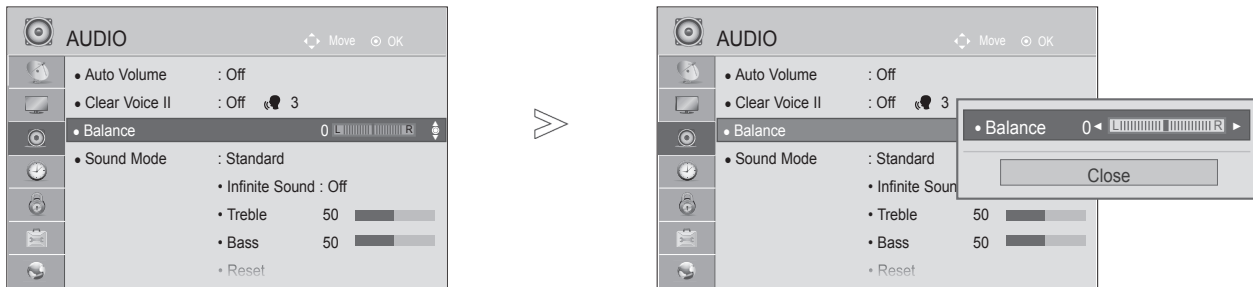 AUDIO
Move OK
• Auto Volume : Off
• Clear Voice II : Off 3
• Balance 0 L R
• Sound Mode : Standard
• Infinite Sound : Off
• Treble 50
• Bass 50
• Reset
>
AUDIO
Move OK
• Auto Volume : Off
• Clear Voice II : Off 3
• Balance
• Sound Mode : Standard
• Infinite Soun
• Treble 50
• Bass 50
• Reset
• Balance 0 L R
Close